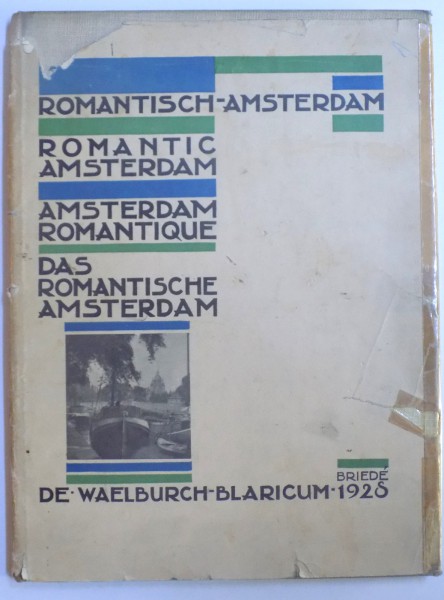 ROMANTISCH-AMSTERDAM
ROMANTIC
AMSTERDAM
AMSTERDAM
ROMANTIQUE
DAS
ROMANTISCHE
AMSTERDAM
BRIEDÉ
DE·WAELBURCH-BLARICUM·1928